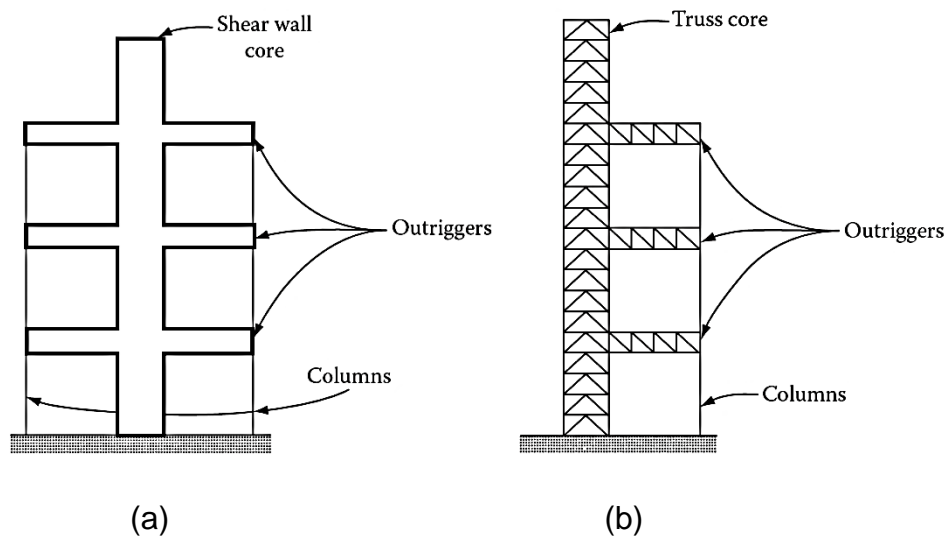 Shear wall
core
Outriggers
Columns
(a)
Truss core
Outriggers
Columns
(b)